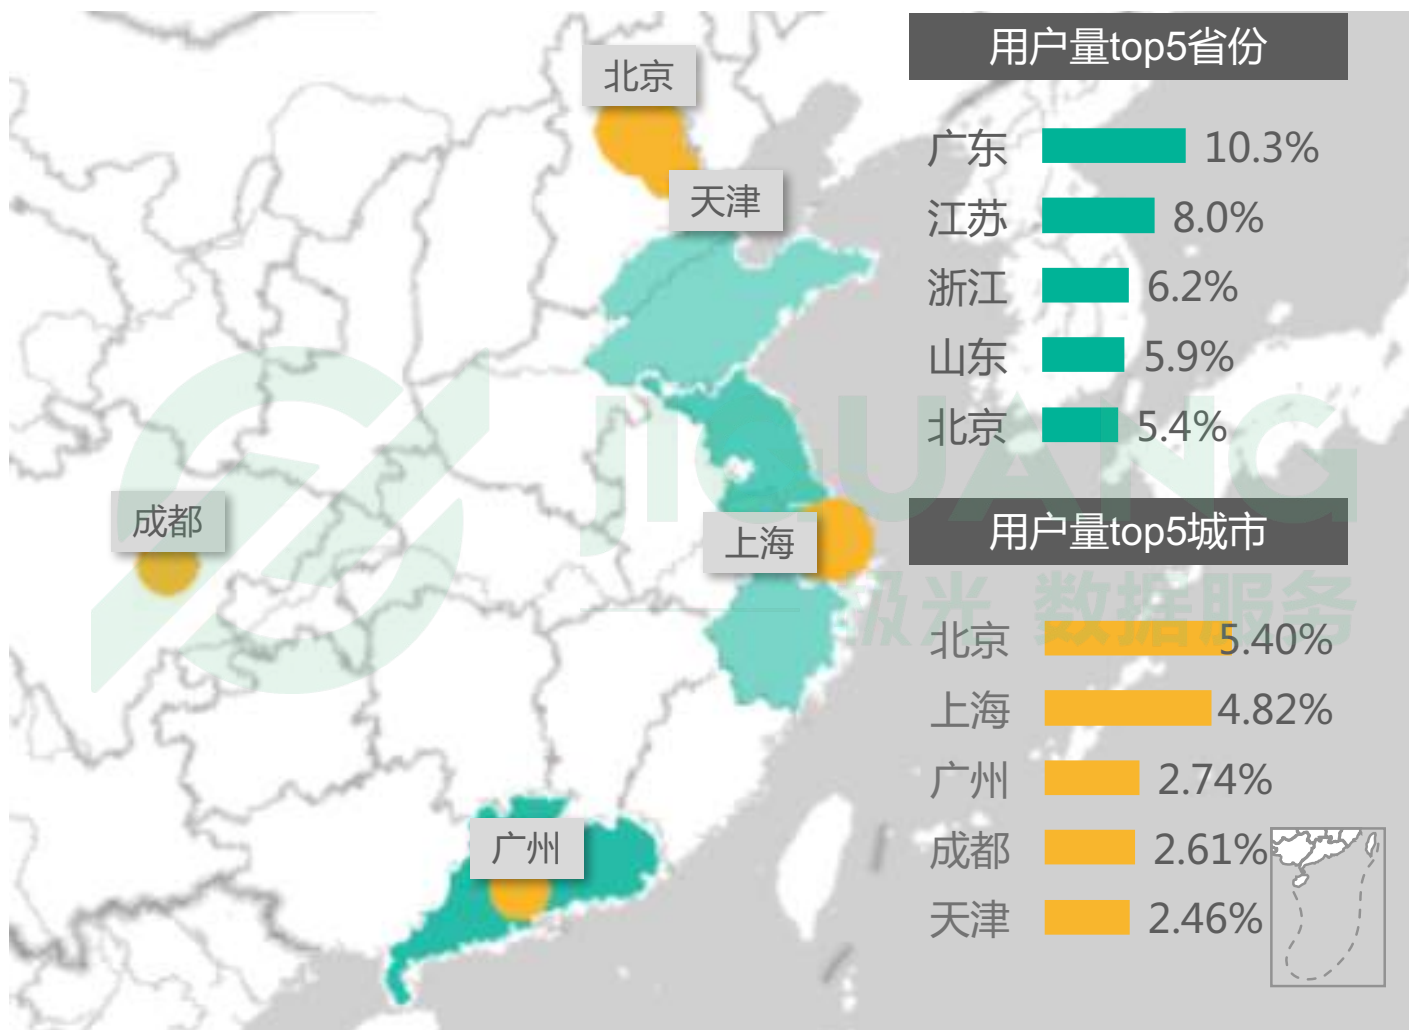 北京
天津
成都
上海
广州
用户量top5省份
广东 10.3%
江苏 8.0%
浙江 6.2%
山东 5.9%
北京 5.4%
用户量top5城市
北京 5.40%
上海 4.82%
广州 2.74%
成都 2.61%
天津 2.46%
JIGUANG
极光 数据服务